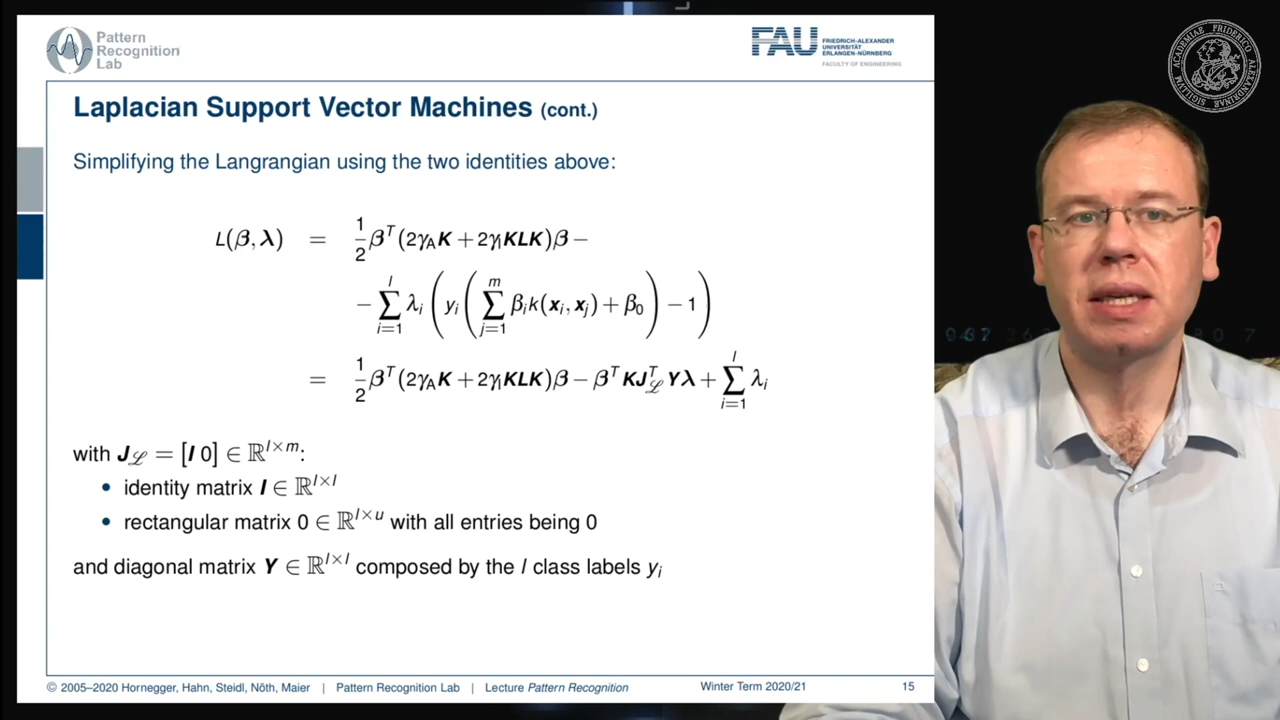 Pattern
Recognition
Lab
FAU
FRIEDRICH-ALEXANDER
UNIVERSITÄT
ERLANGEN-NÜRNBERG
FACULTY OF ENGINEERING
Laplacian Support Vector Machines (cont.)
Simplifying the Langrangian using the two identities above:
L(β, λ) = 1/2 β^T (2γ_A K + 2γ_I KLK)β −
− ∑_{i=1}^{l} λ_i ( y_i ( ∑_{j=1}^{m} β_i k(x_i, x_j) + β_0 ) − 1 )
= 1/2 β^T (2γ_A K + 2γ_I KLK)β − β^T K J_ℒ^T Y λ + ∑_{i=1}^{l} λ_i
with J_ℒ = [I 0] ∈ ℝ^{l×m}:
• identity matrix I ∈ ℝ^{l×l}
• rectangular matrix 0 ∈ ℝ^{l×u} with all entries being 0
and diagonal matrix Y ∈ ℝ^{l×l} composed by the l class labels y_i
© 2005–2020 Hornegger, Hahn, Steidl, Nöth, Maier | Pattern Recognition Lab | Lecture Pattern Recognition Winter Term 2020/21 15